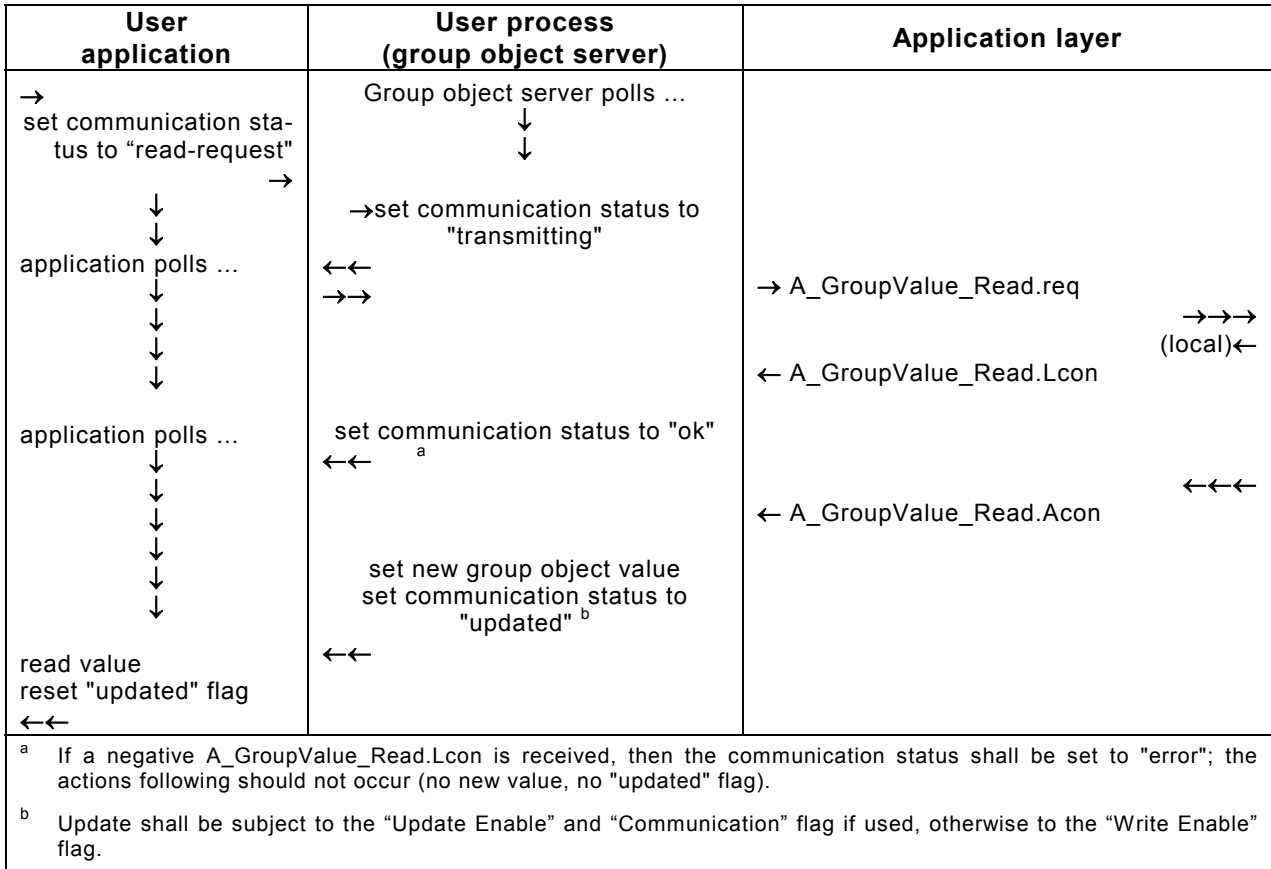 User application
User process (group object server)
Application layer
→
set communication sta-
tus to “read-request"
→
↓
↓
application polls …
↓
↓
↓
↓
application polls …
↓
↓
↓
↓
↓
↓
read value
reset "updated" flag
←←
Group object server polls …
↓
↓
→set communication status to
"transmitting"
←←
→→
set communication status to "ok"
←← a
set new group object value
set communication status to
"updated" b
←←
→ A_GroupValue_Read.req
→→→
(local)←
← A_GroupValue_Read.Lcon
←←←
← A_GroupValue_Read.Acon
a If a negative A_GroupValue_Read.Lcon is received, then the communication status shall be set to "error"; the
actions following should not occur (no new value, no "updated" flag).
b Update shall be subject to the “Update Enable” and “Communication” flag if used, otherwise to the “Write Enable”
flag.